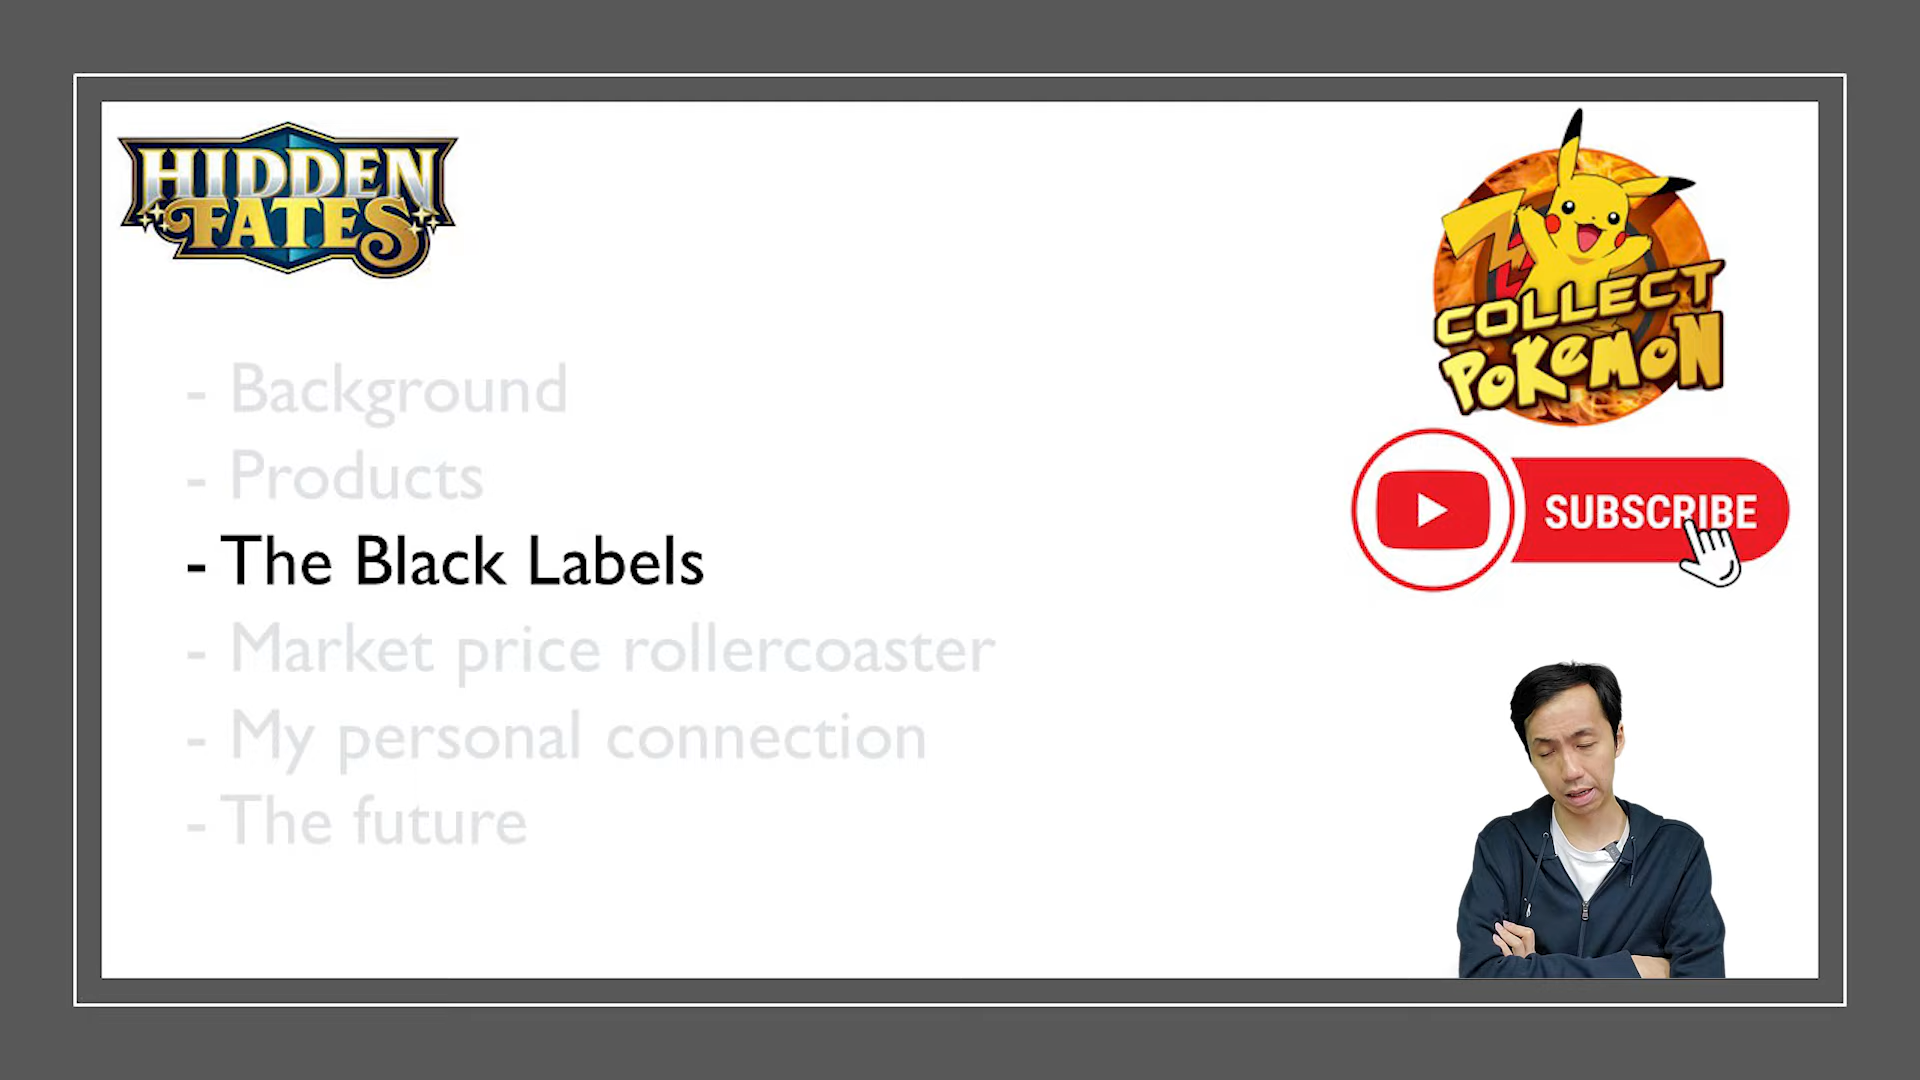 HIDDEN
FATES
COLLECT
POKEMON
- Background
- Products
SUBSCRIBE
- The Black Labels
- Market price rollercoaster
- My personal connection
- The future